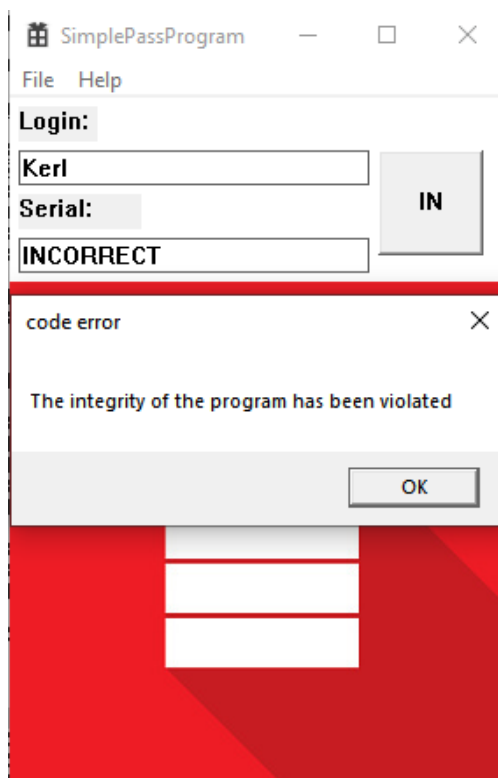 SimplePassProgram
File Help
Login:
Kerl
IN
Serial:
INCORRECT
code error
The integrity of the program has been violated
OK